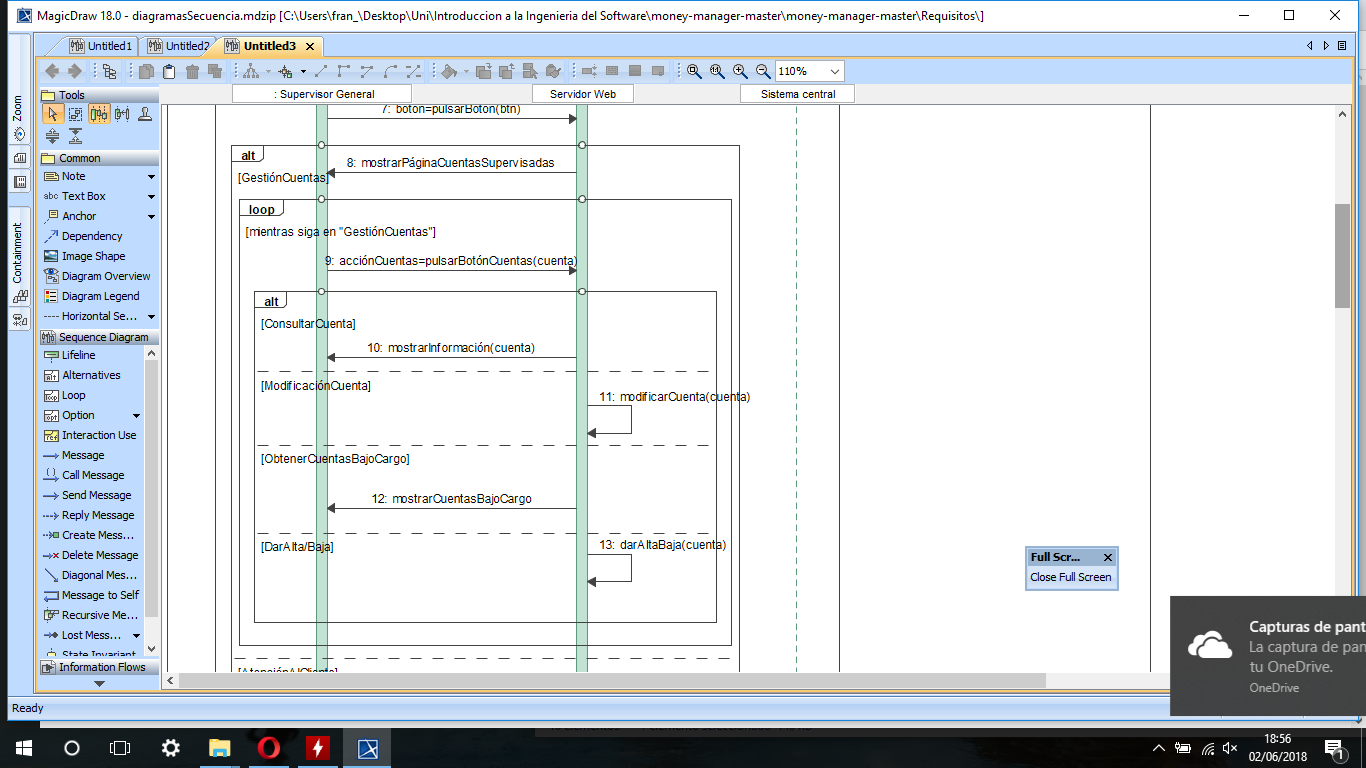 MagicDraw 18.0 - diagramasSecuencia.mdzip [C:\Users\fran_\Desktop\Uni\Introduccion a la Ingenieria del Software\money-manager-master\money-manager-master\Requisitos\]
Untitled1
Untitled2
Untitled3
110%
Zoom
Containment
Tools
Common
Note
abc Text Box
Anchor
Dependency
Image Shape
Diagram Overview
Diagram Legend
Horizontal Se...
Sequence Diagram
Lifeline
Alternatives
Loop
Option
Interaction Use
Message
Call Message
Send Message
Reply Message
Create Mess...
Delete Message
Diagonal Mes...
Message to Self
Recursive Me...
Lost Mess...
State Invariant
Information Flows
: Supervisor General
Servidor Web
Sistema central
7: boton=pulsarBoton(btn)
alt
8: mostrarPáginaCuentasSupervisadas
[GestiónCuentas]
loop
[mientras siga en "GestiónCuentas"]
9: acciónCuentas=pulsarBotónCuentas(cuenta)
alt
[ConsultarCuenta]
10: mostrarInformación(cuenta)
[ModificaciónCuenta]
11: modificarCuenta(cuenta)
[ObtenerCuentasBajoCargo]
12: mostrarCuentasBajoCargo
[DarAlta/Baja]
13: darAltaBaja(cuenta)
[AtenciónAlCliente]
Full Scr...
Close Full Screen
Capturas de pant
La captura de pan
tu OneDrive.
OneDrive
Ready
18:56
02/06/2018
1